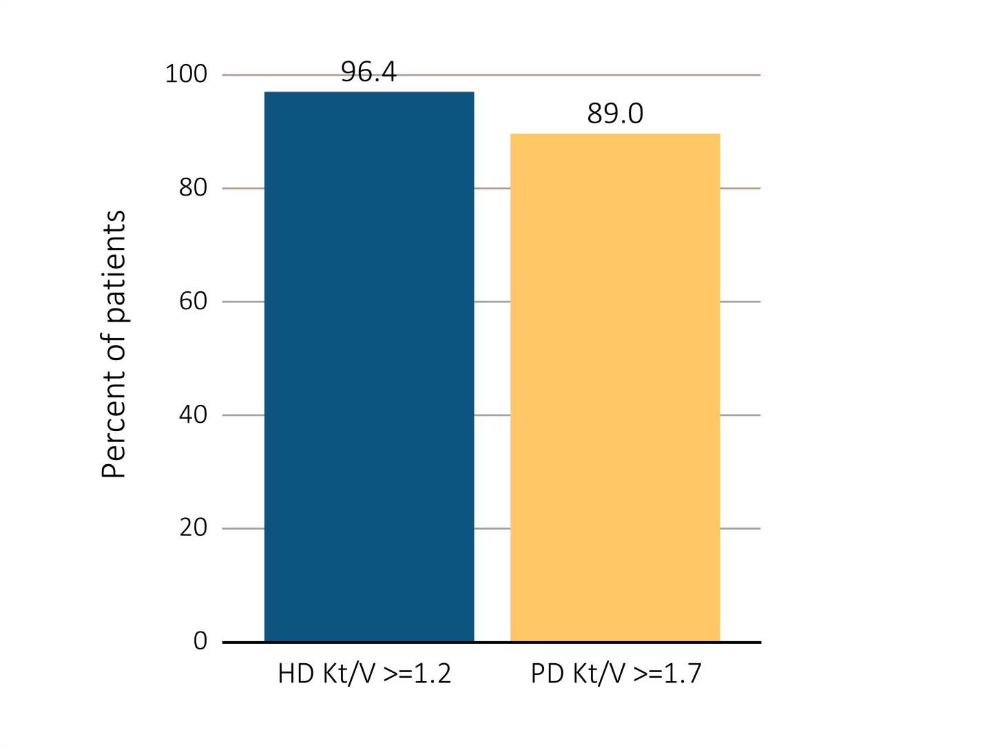 Percent of patients
100
80
60
40
20
0
96.4
89.0
HD Kt/V >=1.2
PD Kt/V >=1.7